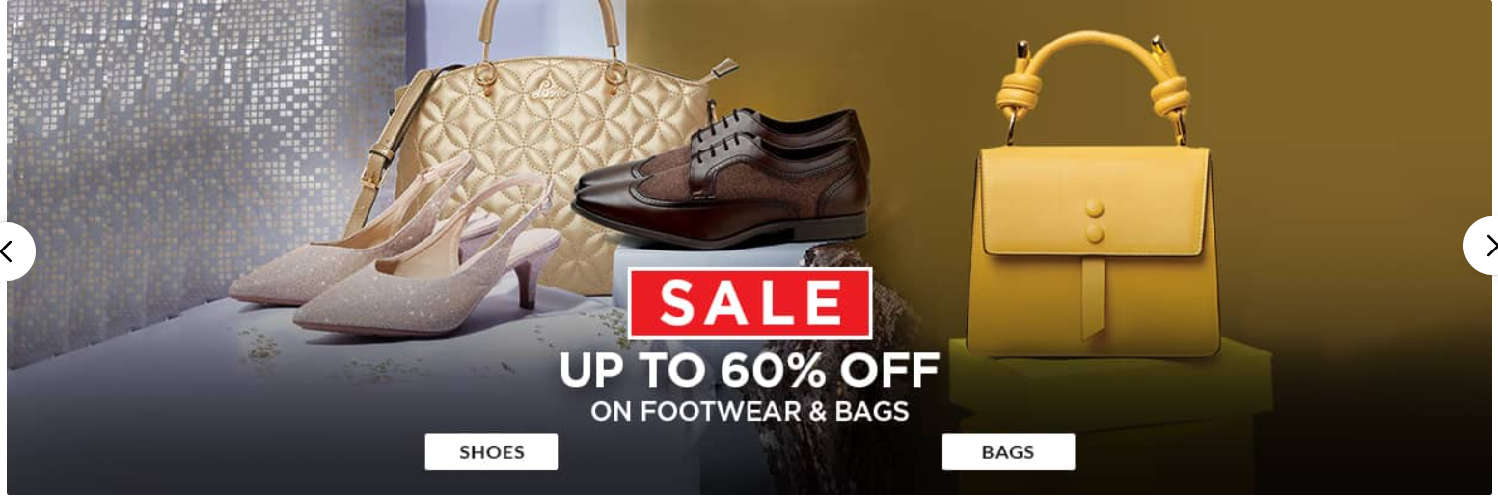 SALE
UP TO 60% OFF
ON FOOTWEAR & BAGS
SHOES
BAGS